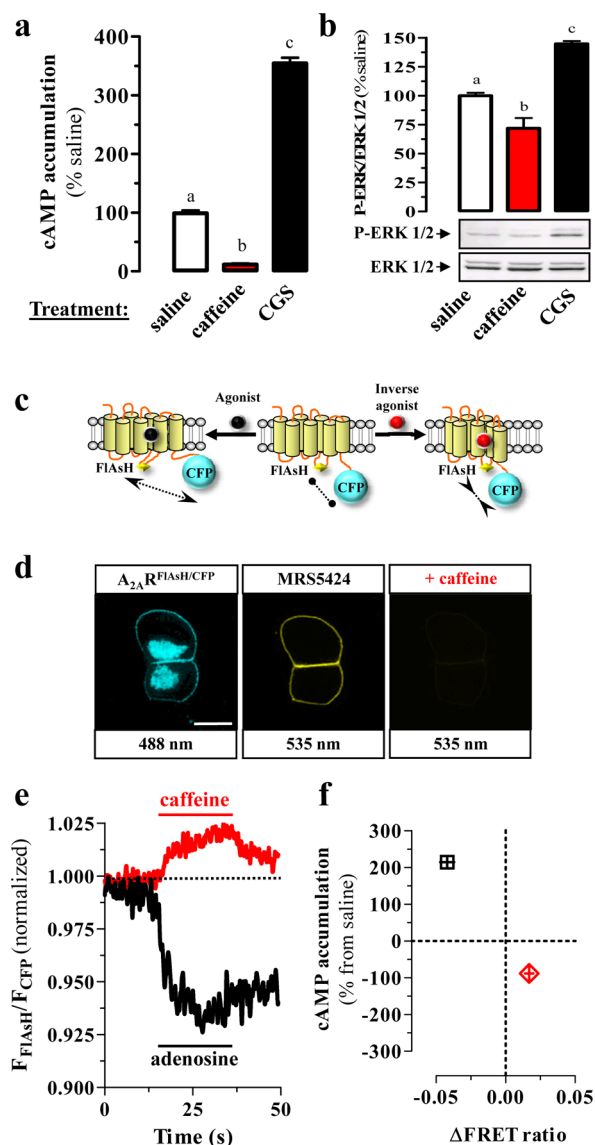 a
cAMP accumulation
(% saline)
400
300
200
100
0
a
b
c
Treatment:
saline
caffeine
CGS
b
P-ERK/ERK 1/2 (% saline)
150
125
100
75
50
25
0
a
b
c
P-ERK 1/2
ERK 1/2
saline
caffeine
CGS
c
Agonist
Inverse
agonist
FlAsH
CFP
FlAsH
CFP
FlAsH
CFP
d
A2AR FlAsH/CFP
MRS5424
+ caffeine
488 nm
535 nm
535 nm
e
caffeine
FFlAsH/FCFP (normalized)
1.025
1.000
0.975
0.950
0.925
0.900
adenosine
0
25
50
Time (s)
f
cAMP accumulation
(% from saline)
300
200
100
0
-100
-200
-300
-0.05
0.00
0.05
ΔFRET ratio